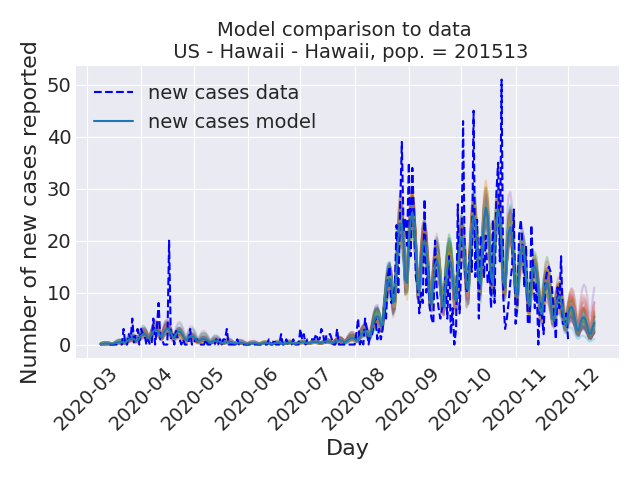 Model comparison to data
US - Hawaii - Hawaii, pop. = 201513
Number of new cases reported
50
40
30
20
10
0
new cases data
new cases model
2020-03
2020-04
2020-05
2020-06
2020-07
2020-08
2020-09
2020-10
2020-11
2020-12
Day